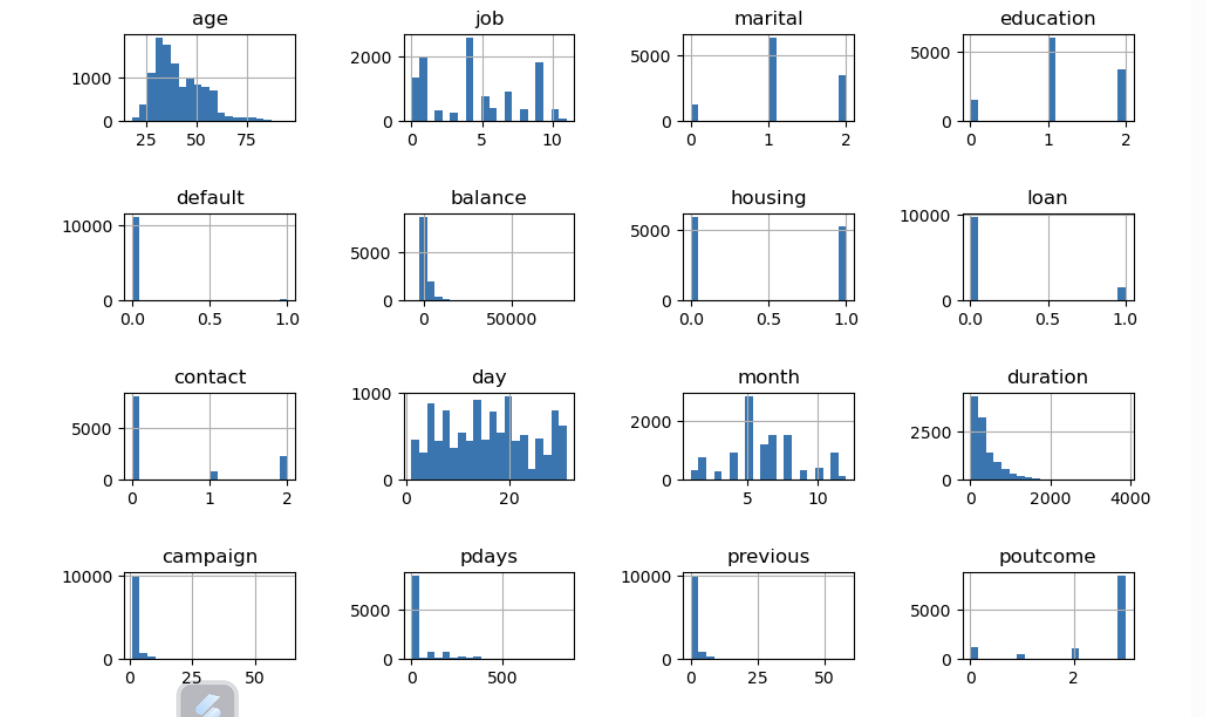 age job marital education
1000 0 25 50 75
2000 0 0 5 10
5000 0 0 1 2
5000 0 0 1 2
default balance housing loan
10000 0 0.0 0.5 1.0
5000 0 0 50000
5000 0 0.0 0.5 1.0
10000 0 0.0 0.5 1.0
contact day month duration
5000 0 0 1 2
1000 0 0 20
2000 0 5 10
2500 0 0 2000 4000
campaign pdays previous poutcome
10000 0 0 25 50
5000 0 0 500
10000 0 0 25 50
5000 0 0 2